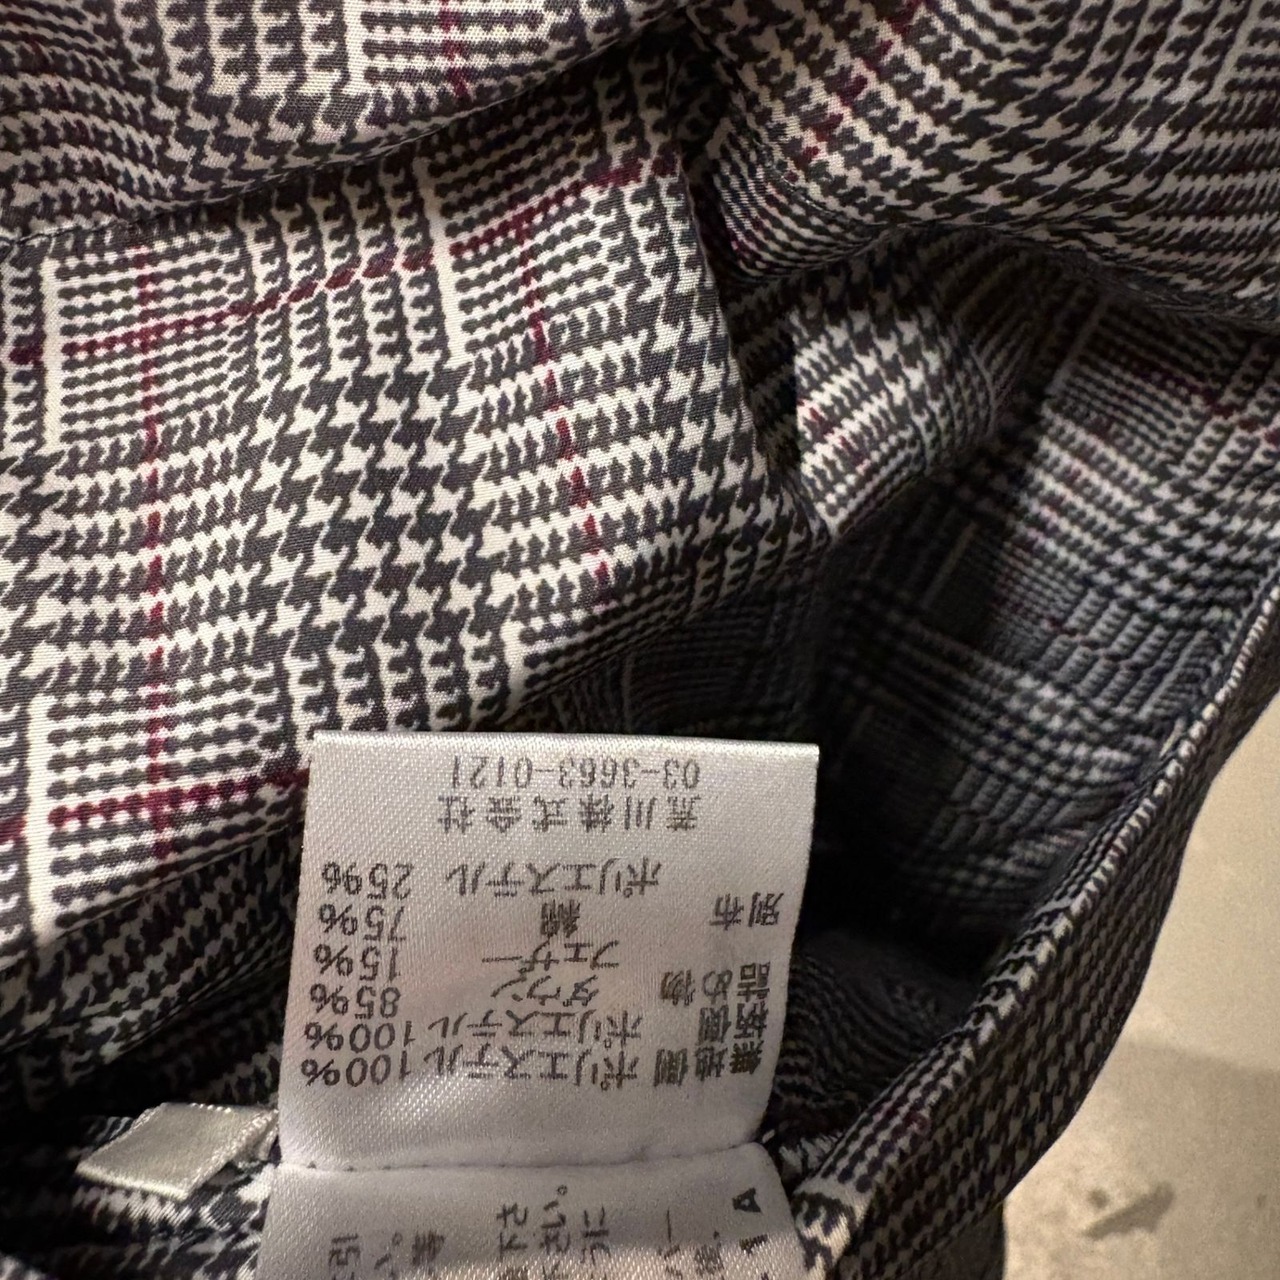 無地側 ポリエステル100%
柄側 ポリエステル100%
詰め物 ダウン 85%
フェザー 15%
別布 綿 75%
ポリエステル 25%
荒川株式会社
03-3663-0121